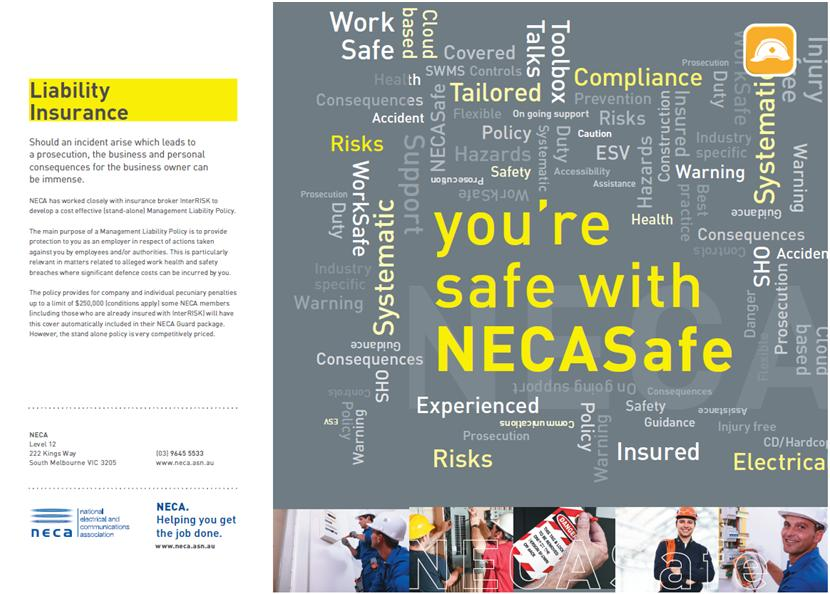 Liability
Insurance
Should an incident arise which leads to
a prosecution, the business and personal
consequences for the business owner can
be immense.
NECA has worked closely with insurance broker InterRISK to
develop a cost effective (stand-alone) Management Liability Policy.
The main purpose of a Management Liability Policy is to provide
protection to you as an employer in respect of actions taken
against you by employees and/or authorities. This is particularly
relevant in matters related to alleged work health and safety
breaches where significant defence costs can be incurred by you.
The policy provides for company and individual pecuniary penalties
up to a limit of $250,000 (conditions apply) some NECA members
(including those who are already insured with InterRISK) will have
this cover automatically included in their NECA Guard package.
However, the stand alone policy is very competitively priced.
NECA
Level 12
222 Kings Way
South Melbourne VIC 3205
(03) 9645 5533
www.neca.asn.au
neca
national
electrical and
communications
association
NECA.
Helping you get
the job done.
www.neca.asn.au
Work
Safe
Cloud
based
Covered
Talks
Toolbox
Health
SWMS
Controls
Compliance
Prosecution
Duty
WorkSafe
Injury
free
Systematic
Consequences
Tailored
Prevention
Accident
NECASafe
Flexible
On going support
Risks
Construction
Insured
Risks
Policy
Systematic
Duty
Caution
Industry
specific
Support
Hazards
ESV
Hazards
Warning
Warning
WorkSafe
Safety
Accessibility
Prosecution
Assistance
Best
practice
Prosecution
Duty
WorkSafe
Guidance
Systematic
you're
safe with
NECASafe
Health
Consequences
Controls
OHS
Accident
Industry
specific
Warning
Danger
Prosecution
Flexible
Cloud
based
NECA
Guidance
Consequences
OHS
Controls
ESV
Policy
Warning
On going support
Consequences
Experienced
Communications
Policy
Warning
Safety
Assistance
Guidance
Injury free
Prosecution
Risks
Insured
CD/Hardcop
Electrical
DANGER
NECASafe